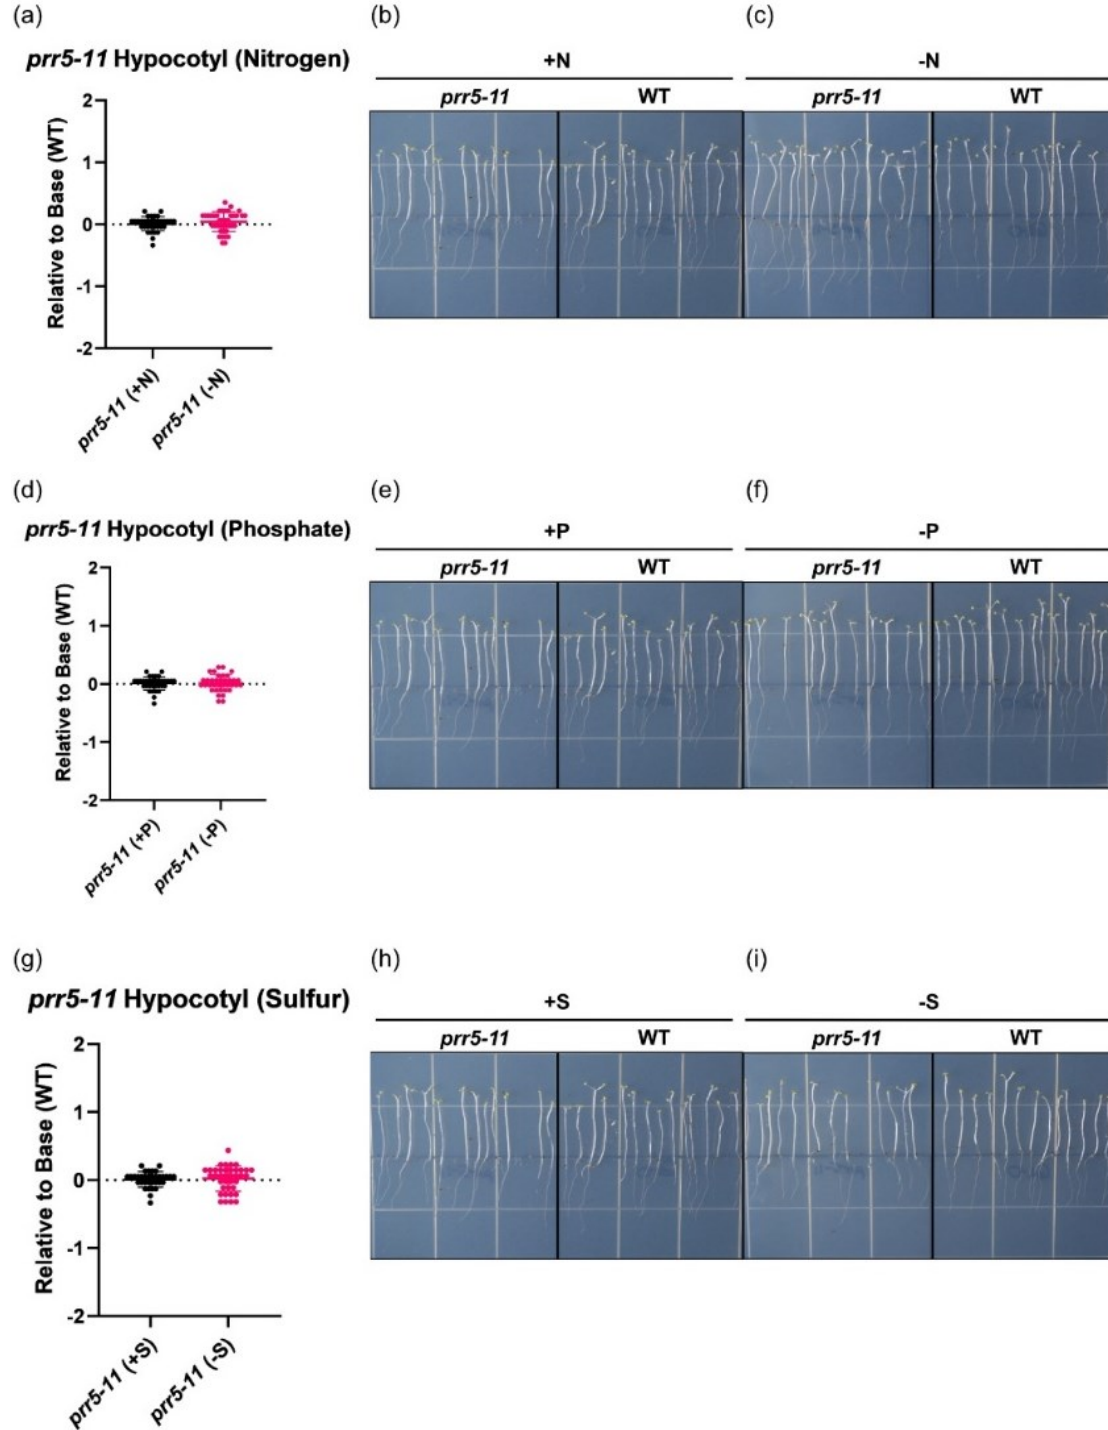 (a)
prr5-11 Hypocotyl (Nitrogen)
Relative to Base (WT)
2
1
0
-1
-2
prr5-11 (+N)
prr5-11 (-N)
(b)
(c)
+N
-N
prr5-11
WT
prr5-11
WT
(d)
prr5-11 Hypocotyl (Phosphate)
Relative to Base (WT)
2
1
0
-1
-2
prr5-11 (+P)
prr5-11 (-P)
(e)
(f)
+P
-P
prr5-11
WT
prr5-11
WT
(g)
prr5-11 Hypocotyl (Sulfur)
Relative to Base (WT)
2
1
0
-1
-2
prr5-11 (+S)
prr5-11 (-S)
(h)
(i)
+S
-S
prr5-11
WT
prr5-11
WT